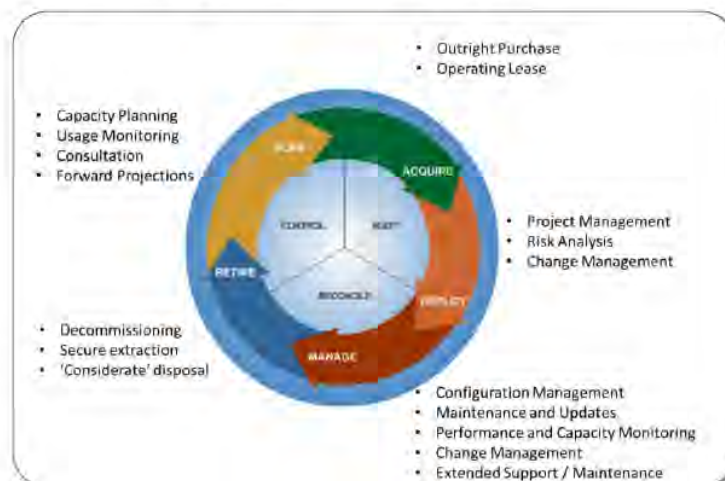 • Outright Purchase
• Operating Lease
• Capacity Planning
• Usage Monitoring
• Consultation
• Forward Projections
PLAN
ACQUIRE
CONTROL
AUDIT
• Project Management
• Risk Analysis
• Change Management
RETIRE
RECONCILE
DEPLOY
• Decommissioning
• Secure extraction
• 'Considerate' disposal
MANAGE
• Configuration Management
• Maintenance and Updates
• Performance and Capacity Monitoring
• Change Management
• Extended Support / Maintenance